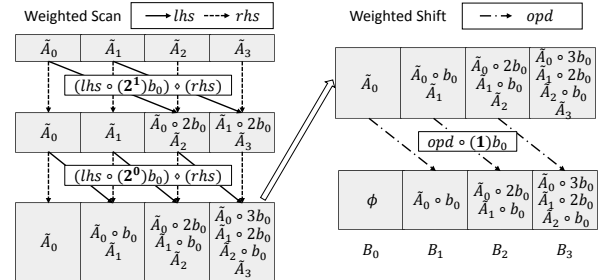 Weighted Scan
lhs
rhs
Ã₀ Ã₁ Ã₂ Ã₃
(lhs ∘ (2¹)b₀) ⋄ (rhs)
Ã₀ Ã₁ Ã₀ ∘ 2b₀ Ã₁ ∘ 2b₀
Ã₂ Ã₃
(lhs ∘ (2⁰)b₀) ⋄ (rhs)
Ã₀
Ã₀ ∘ b₀
Ã₁
Ã₀ ∘ 2b₀
Ã₁ ∘ b₀
Ã₂
Ã₀ ∘ 3b₀
Ã₁ ∘ 2b₀
Ã₂ ∘ b₀
Ã₃
Weighted Shift
opd
Ã₀
Ã₀ ∘ b₀
Ã₁
Ã₀ ∘ 2b₀
Ã₁ ∘ b₀
Ã₂
Ã₀ ∘ 3b₀
Ã₁ ∘ 2b₀
Ã₂ ∘ b₀
Ã₃
opd ∘ (1)b₀
ϕ
Ã₀ ∘ b₀
Ã₀ ∘ 2b₀
Ã₁ ∘ b₀
Ã₀ ∘ 3b₀
Ã₁ ∘ 2b₀
Ã₂ ∘ b₀
B₀ B₁ B₂ B₃